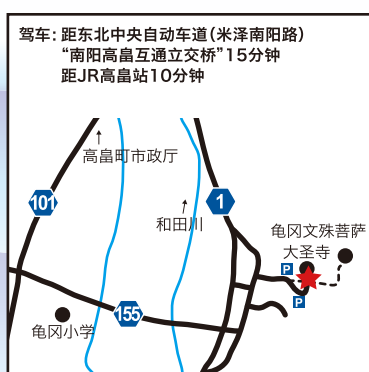 驾车：距东北中央自动车道（米泽南阳路）
“南阳高畠互通立交桥”15分钟
距JR高畠站10分钟
高畠町市政厅
101
1
和田川
龟冈文殊菩萨
大圣寺
P
P
155
龟冈小学